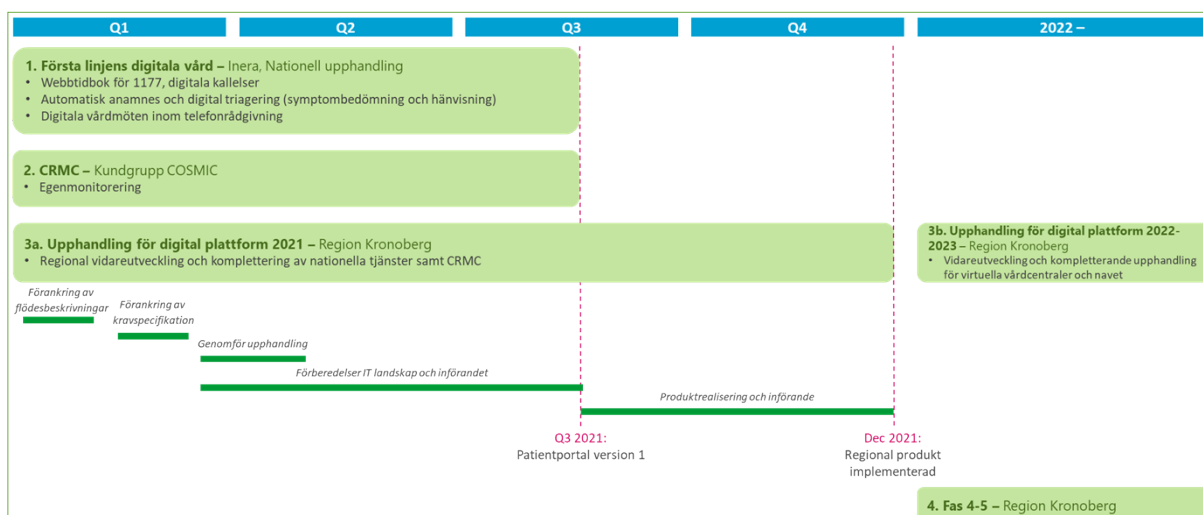 Q1
Q2
Q3
Q4
2022 –
1. Första linjens digitala vård – Inera, Nationell upphandling
• Webbtidbok för 1177, digitala kallelser
• Automatisk anamnes och digital triagering (symptombedömning och hänvisning)
• Digitala vårdmöten inom telefonrådgivning
2. CRMC – Kundgrupp COSMIC
• Egenmonitorering
3a. Upphandling för digital plattform 2021 – Region Kronoberg
• Regional vidareutveckling och komplettering av nationella tjänster samt CRMC
3b. Upphandling för digital plattform 2022-
2023 – Region Kronoberg
• Vidareutveckling och kompletterande upphandling
för virtuella vårdcentraler och navet
Förankring av
flödesbeskrivningar
Förankring av
kravspecifikation
Genomför upphandling
Förberedelser IT landskap och införandet
Produktrealisering och införande
Q3 2021:
Patientportal version 1
Dec 2021:
Regional produkt
implementerad
4. Fas 4-5 – Region Kronoberg